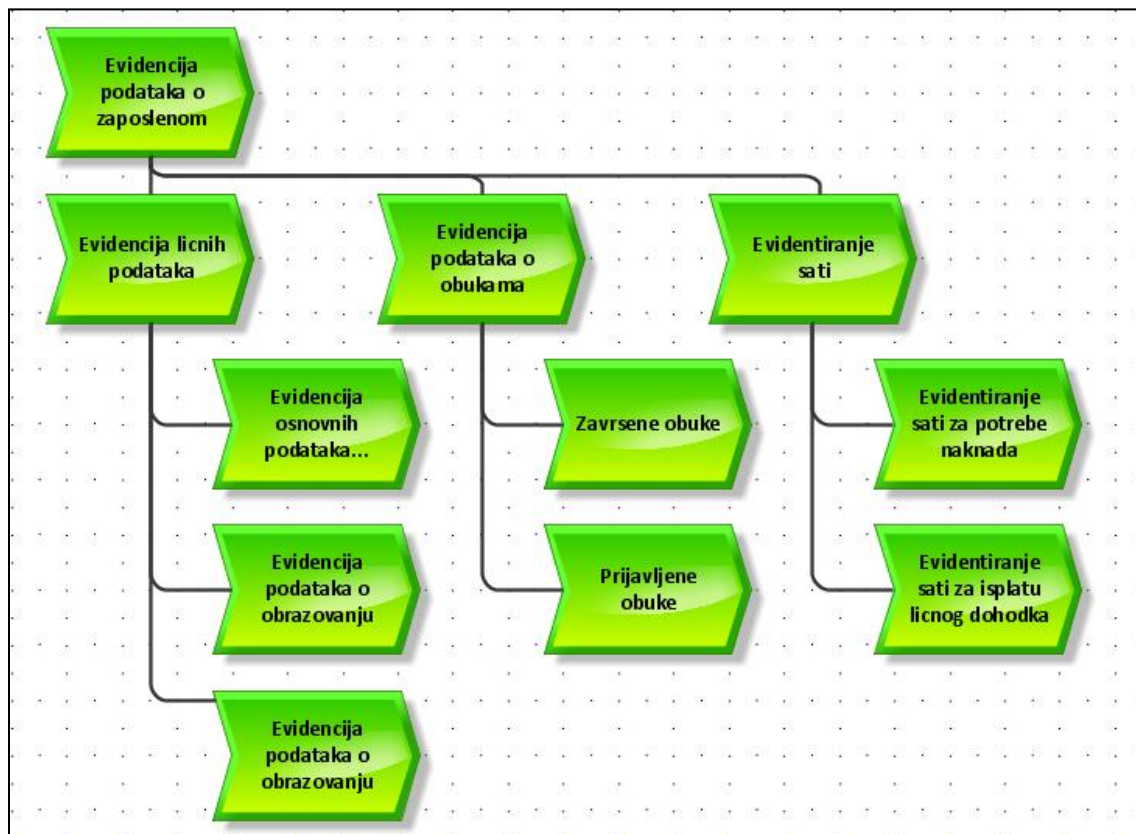 Evidencija
podataka o
zaposlenom
Evidencija licnih
podataka
Evidencija
podataka o
obukama
Evidentiranje
sati
Evidencija
osnovnih
podataka...
Zavrsene obuke
Evidentiranje
sati za potrebe
naknada
Evidencija
podataka o
obrazovanju
Prijavljene
obuke
Evidentiranje
sati za isplatu
licnog dohodka
Evidencija
podataka o
obrazovanju